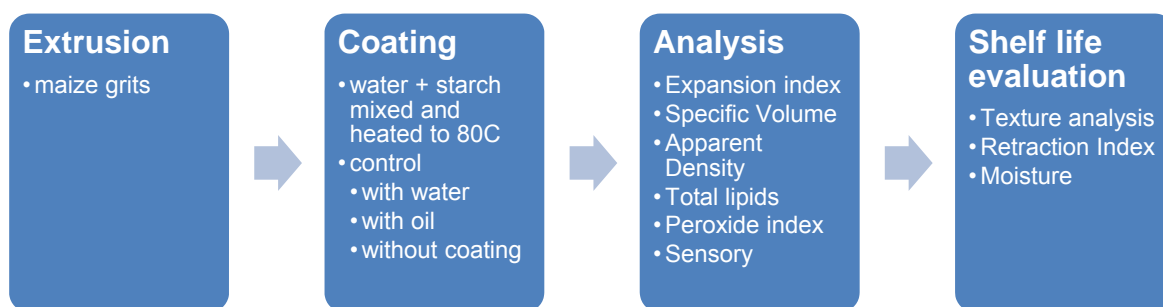 Extrusion
• maize grits
Coating
• water + starch
mixed and
heated to 80C
• control
• with water
• with oil
• without coating
Analysis
• Expansion index
• Specific Volume
• Apparent
Density
• Total lipids
• Peroxide index
• Sensory
Shelf life
evaluation
• Texture analysis
• Retraction Index
• Moisture